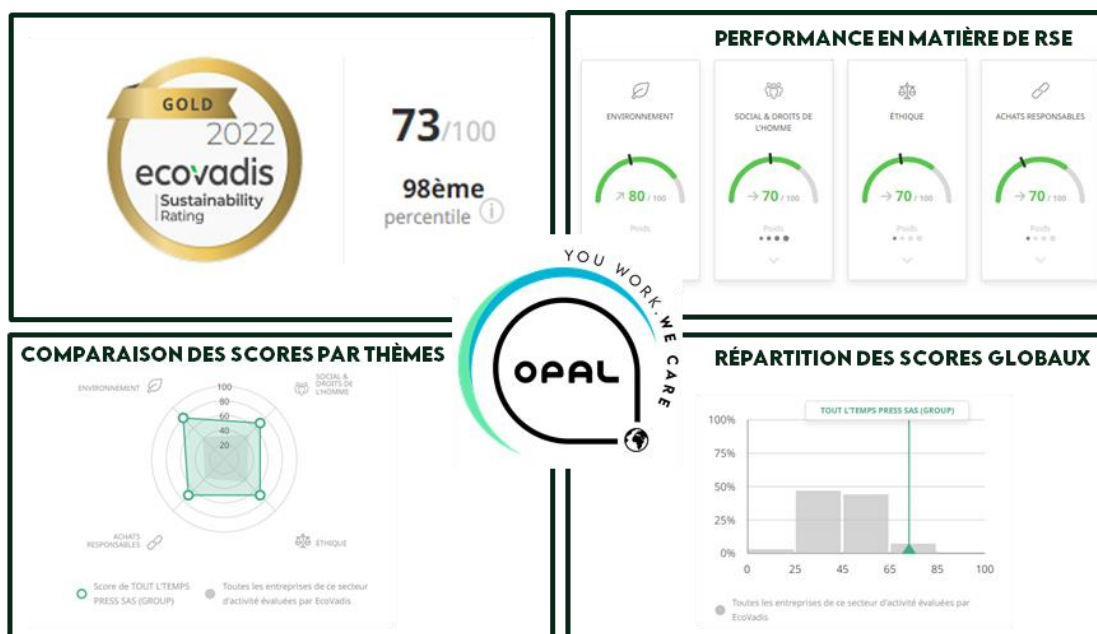 GOLD
2022
ecovadis
Sustainability
Rating
73/100
98ème
percentile
PERFORMANCE EN MATIÈRE DE RSE
ENVIRONNEMENT
80 / 100
Poids
SOCIAL & DROITS DE
L'HOMME
70 / 100
Poids
ÉTHIQUE
70 / 100
Poids
ACHATS RESPONSABLES
70 / 100
Poids
YOU WORK. WE CARE
OPAL
COMPARAISON DES SCORES PAR THÈMES
ENVIRONNEMENT
SOCIAL &
DROITS DE
L'HOMME
100
80
60
40
20
ACHATS
RESPONSABLES
ÉTHIQUE
Score de TOUT L'TEMPS
PRESS SAS (GROUP)
Toutes les entreprises de ce secteur
d'activité évaluées par EcoVadis
RÉPARTITION DES SCORES GLOBAUX
TOUT L'TEMPS PRESS SAS (GROUP)
100%
75%
50%
25%
0%
0 25 45 65 85 100
Toutes les entreprises de ce secteur d'activité évaluées par
EcoVadis